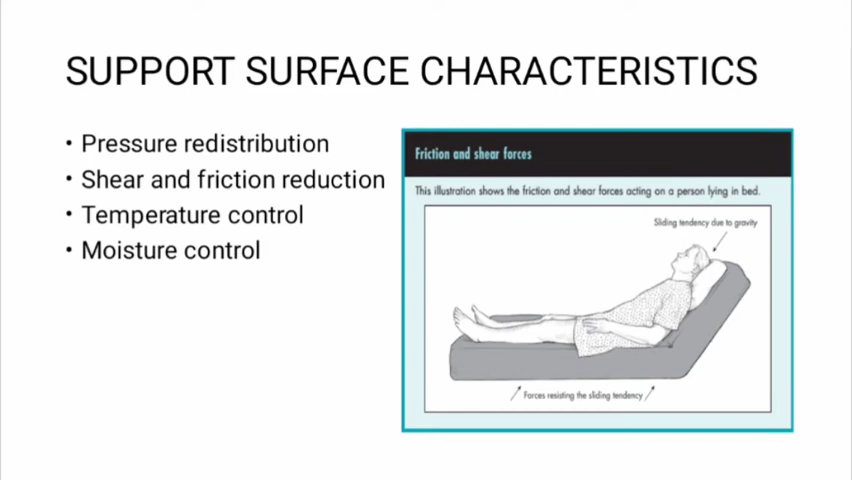 SUPPORT SURFACE CHARACTERISTICS
• Pressure redistribution
• Shear and friction reduction
• Temperature control
• Moisture control
Friction and shear forces
This illustration shows the friction and shear forces acting on a person lying in bed.
Sliding tendency due to gravity
Forces resisting the sliding tendency